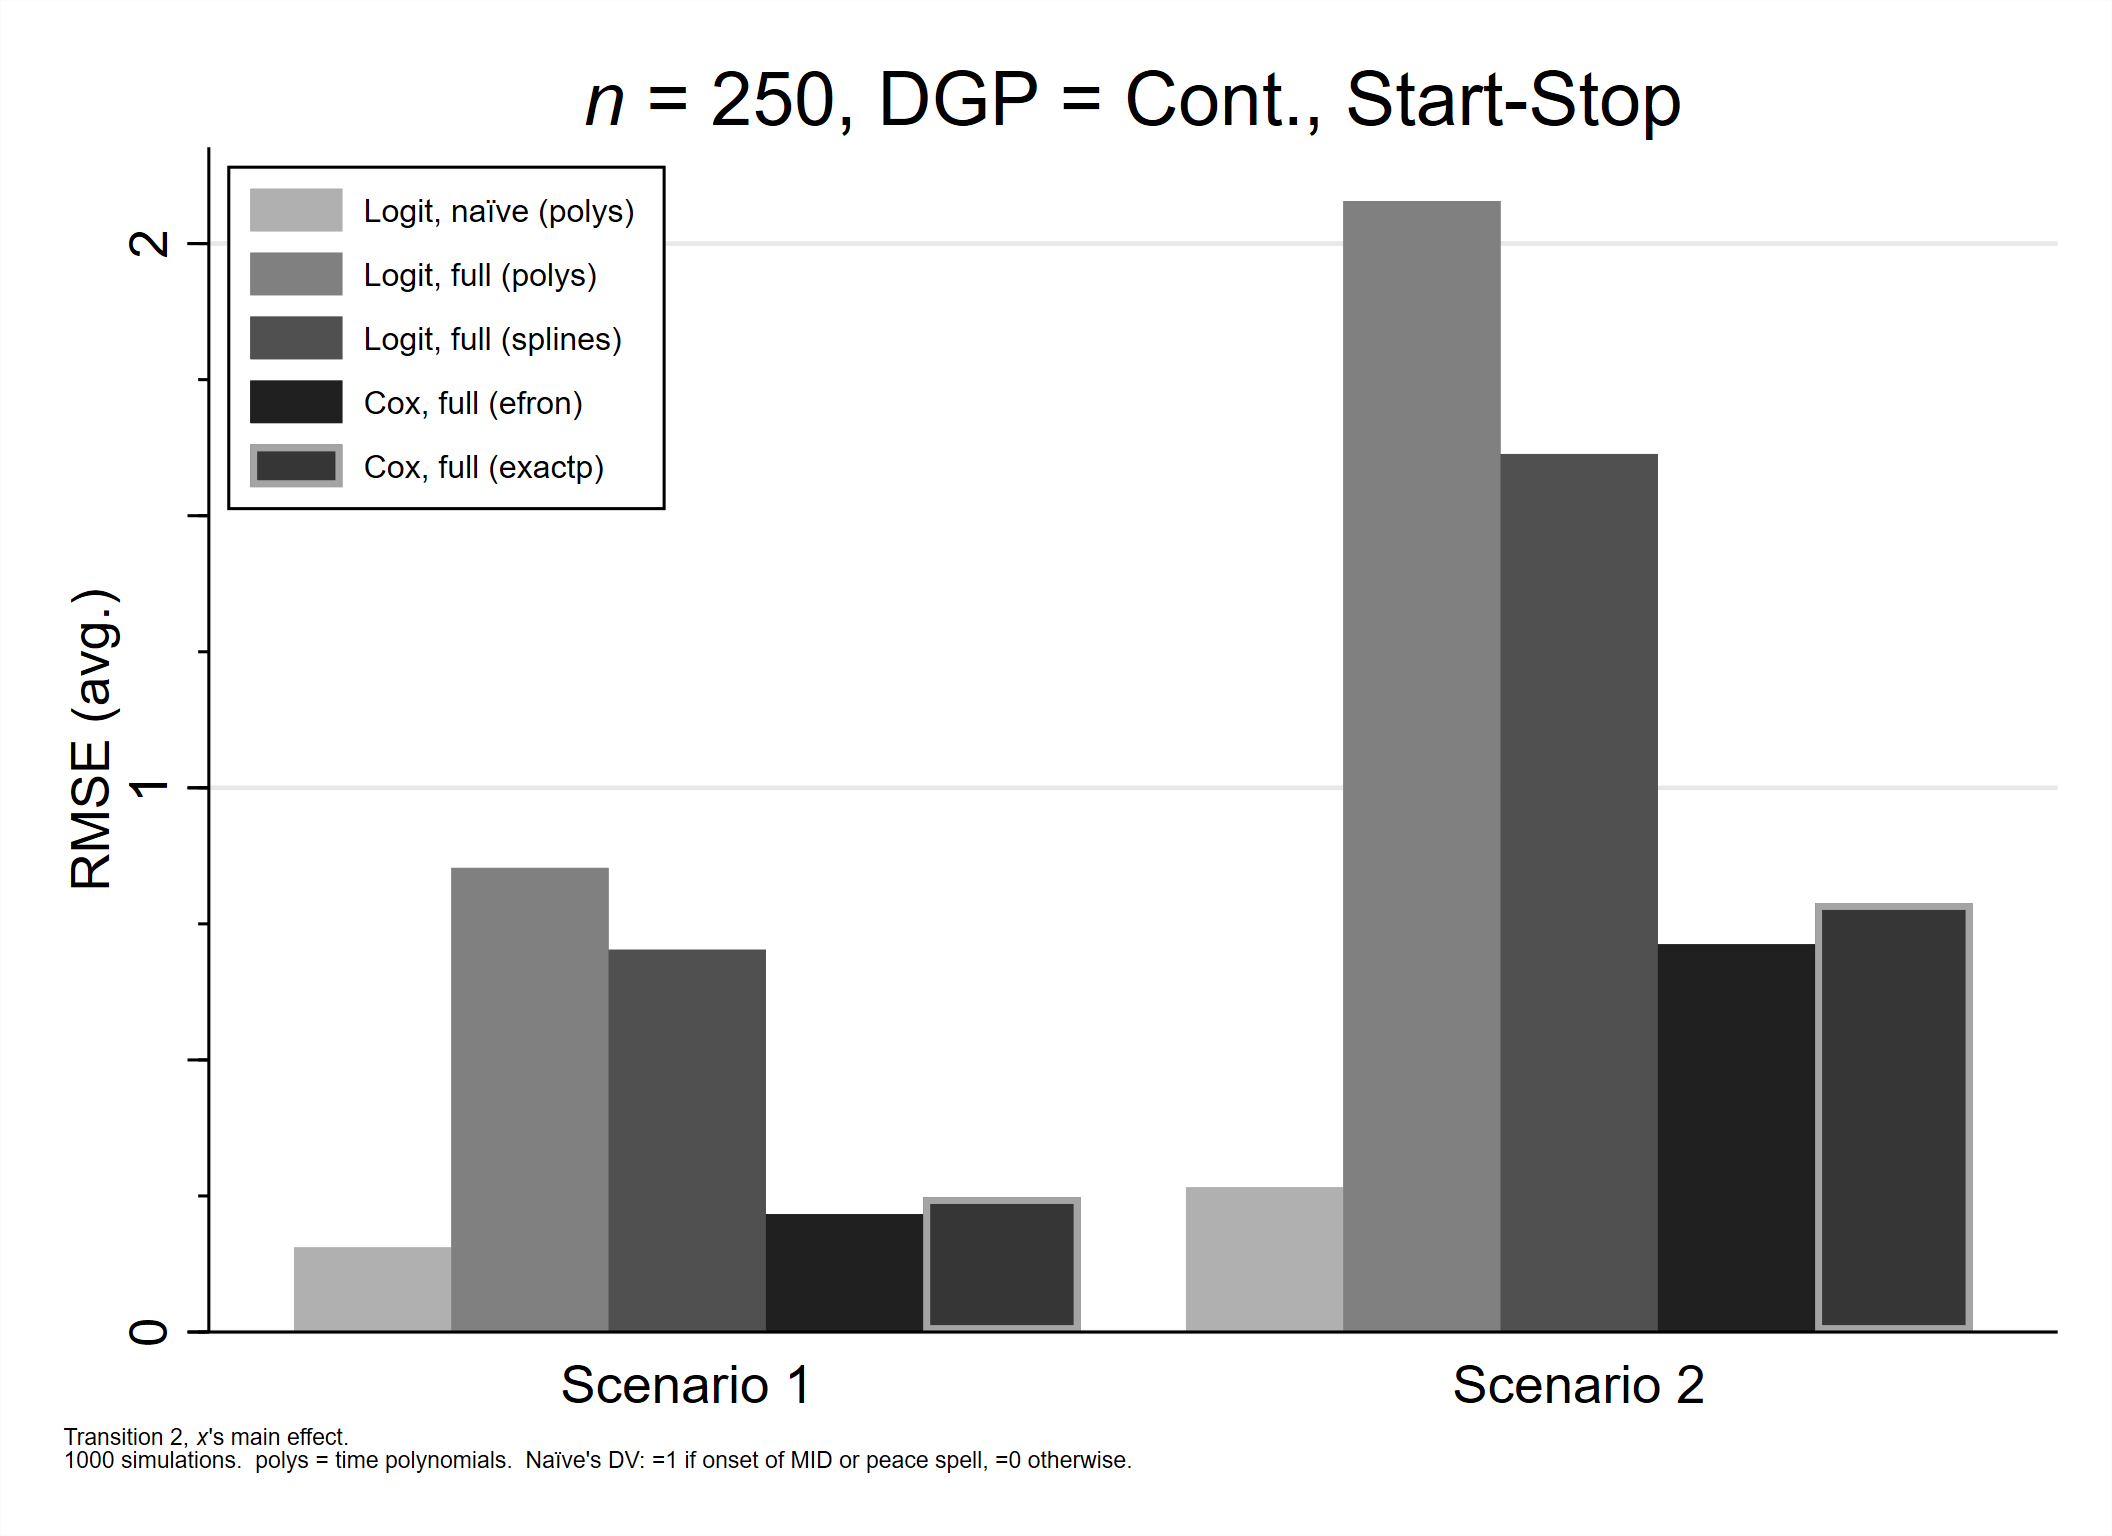 n = 250, DGP = Cont., Start-Stop
Logit, naïve (polys)
Logit, full (polys)
Logit, full (splines)
Cox, full (efron)
Cox, full (exactp)
RMSE (avg.)
2
1
0
Scenario 1
Scenario 2
Transition 2, x's main effect.
1000 simulations.  polys = time polynomials.  Naïve's DV: =1 if onset of MID or peace spell, =0 otherwise.